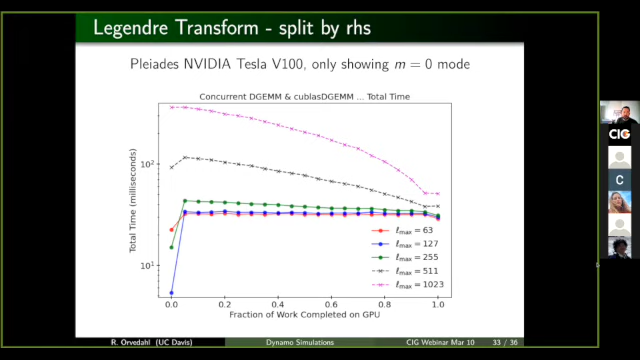 Legendre Transform - split by rhs
Pleiades NVIDIA Tesla V100, only showing m = 0 mode
Concurrent DGEMM & cublasDGEMM ... Total Time
Total Time (milliseconds)
10²
10¹
ℓmax = 63
ℓmax = 127
ℓmax = 255
ℓmax = 511
ℓmax = 1023
0.0 0.2 0.4 0.6 0.8 1.0
Fraction of Work Completed on GPU
R. Orvedahl (UC Davis) Dynamo Simulations CIG Webinar Mar 10 33 / 36
CIG
C